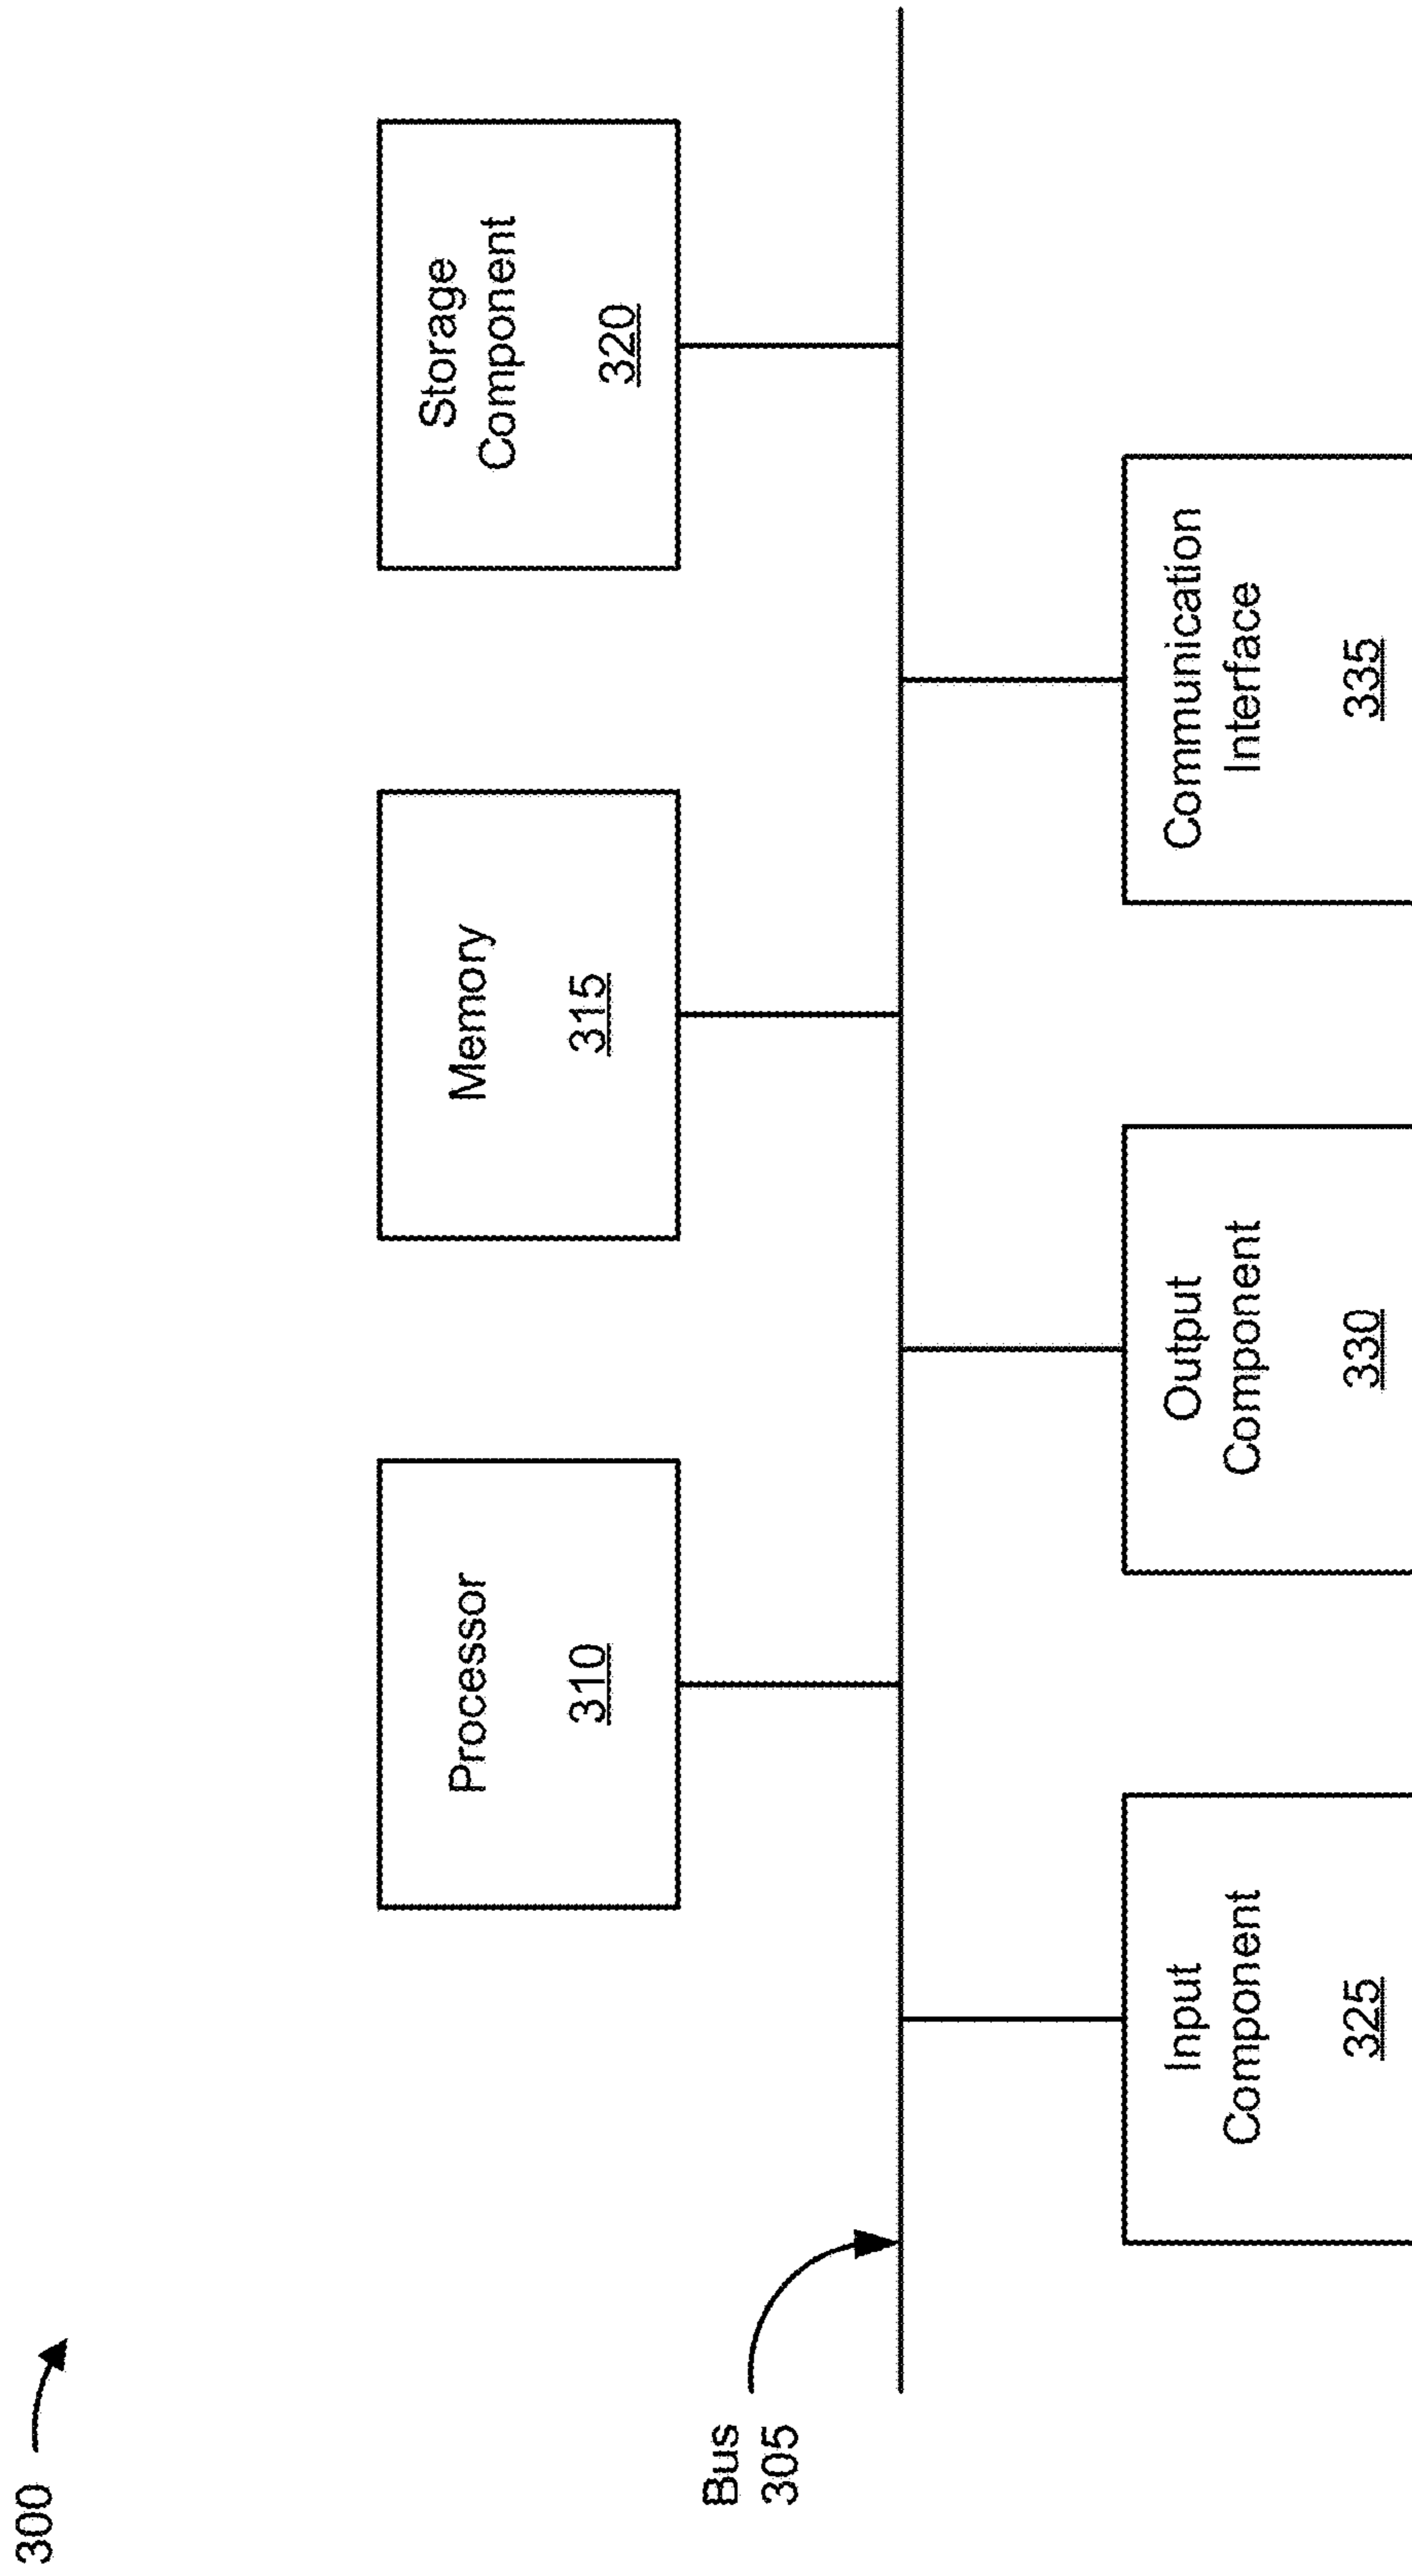 300
Processor
310
Memory
315
Storage
Component
320
Bus
305
Input
Component
325
Output
Component
330
Communication
Interface
335